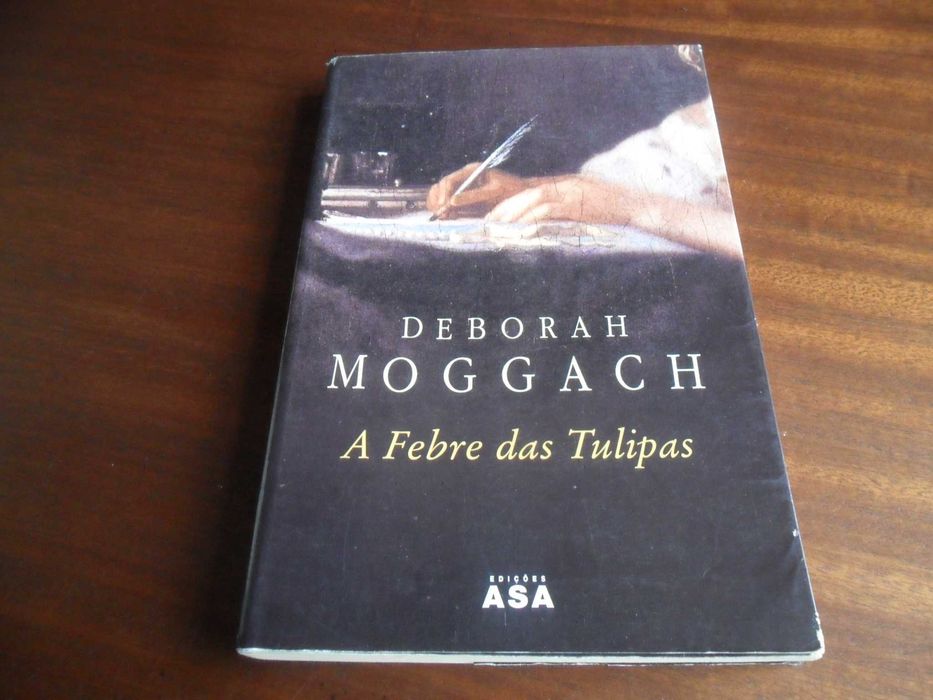 DEBORAH
MOGGACH
A Febre das Tulipas
EDIÇÕES
ASA